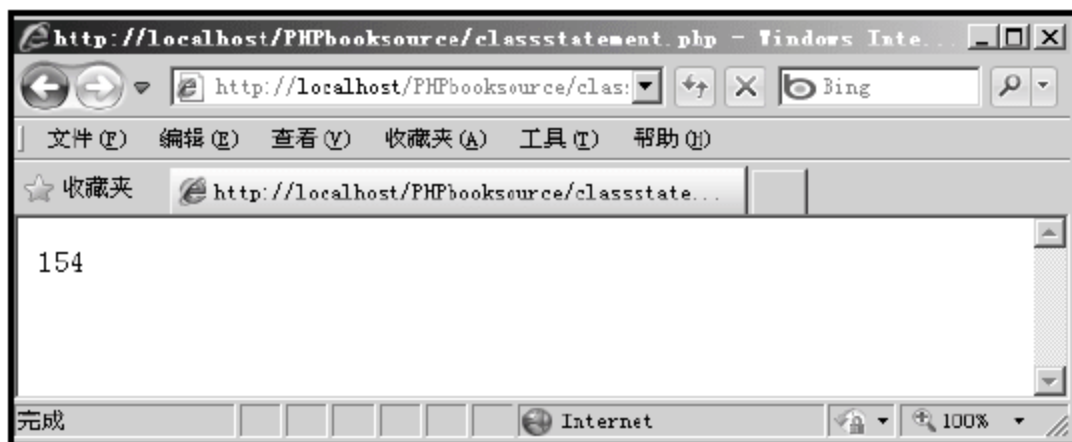 http://localhost/PHPbooksource/classstatement.php - Windows Inte...
http://localhost/PHPbooksource/clas:
Bing
文件(F) 编辑(E) 查看(V) 收藏夹(A) 工具(T) 帮助(H)
收藏夹 http://localhost/PHPbooksource/classstate...
154
完成 Internet 100%